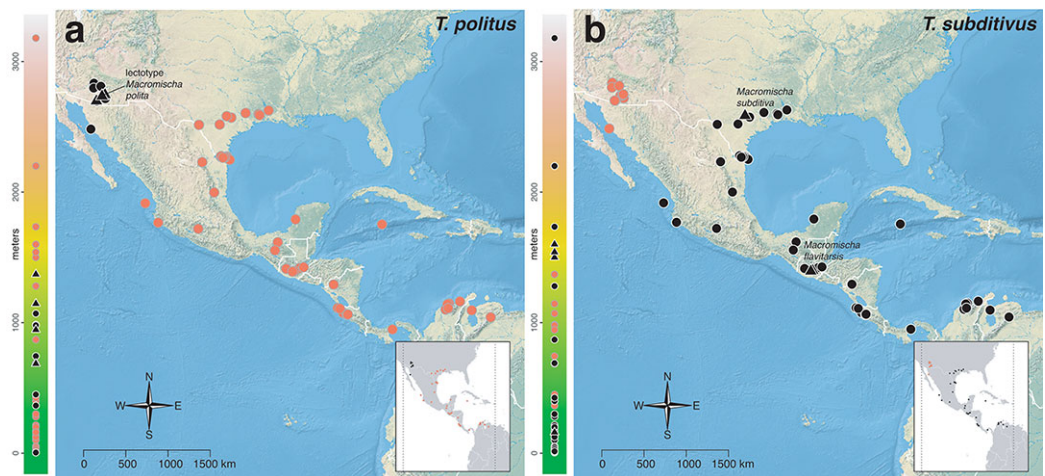 a
T. politus
3000
2000
meters
1000
0
lectotype
Macromischa
polita
N
W
E
S
0
500
1000
1500 km
b
T. subditivus
3000
2000
meters
1000
0
Macromischa
subditiva
Macromischa
flavitarsis
N
W
E
S
0
500
1000
1500 km